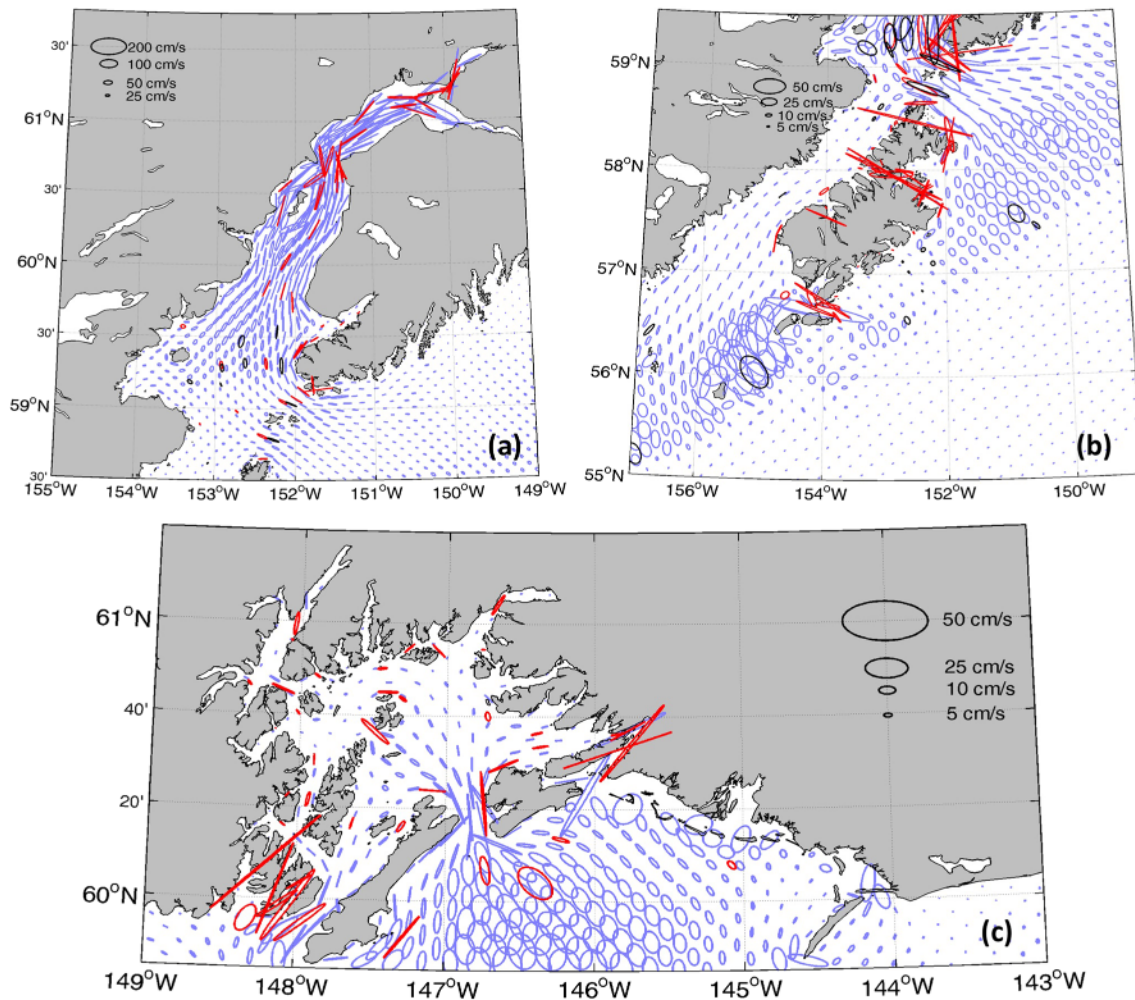 30'
200 cm/s
100 cm/s
50 cm/s
25 cm/s
61°N
30'
60°N
30'
59°N
30'
155°W 154°W 153°W 152°W 151°W 150°W 149°W
(a)
59°N
50 cm/s
25 cm/s
10 cm/s
5 cm/s
58°N
57°N
56°N
55°N
156°W 154°W 152°W 150°W
(b)
61°N
50 cm/s
25 cm/s
10 cm/s
5 cm/s
40'
20'
60°N
(c)
149°W 148°W 147°W 146°W 145°W 144°W 143°W